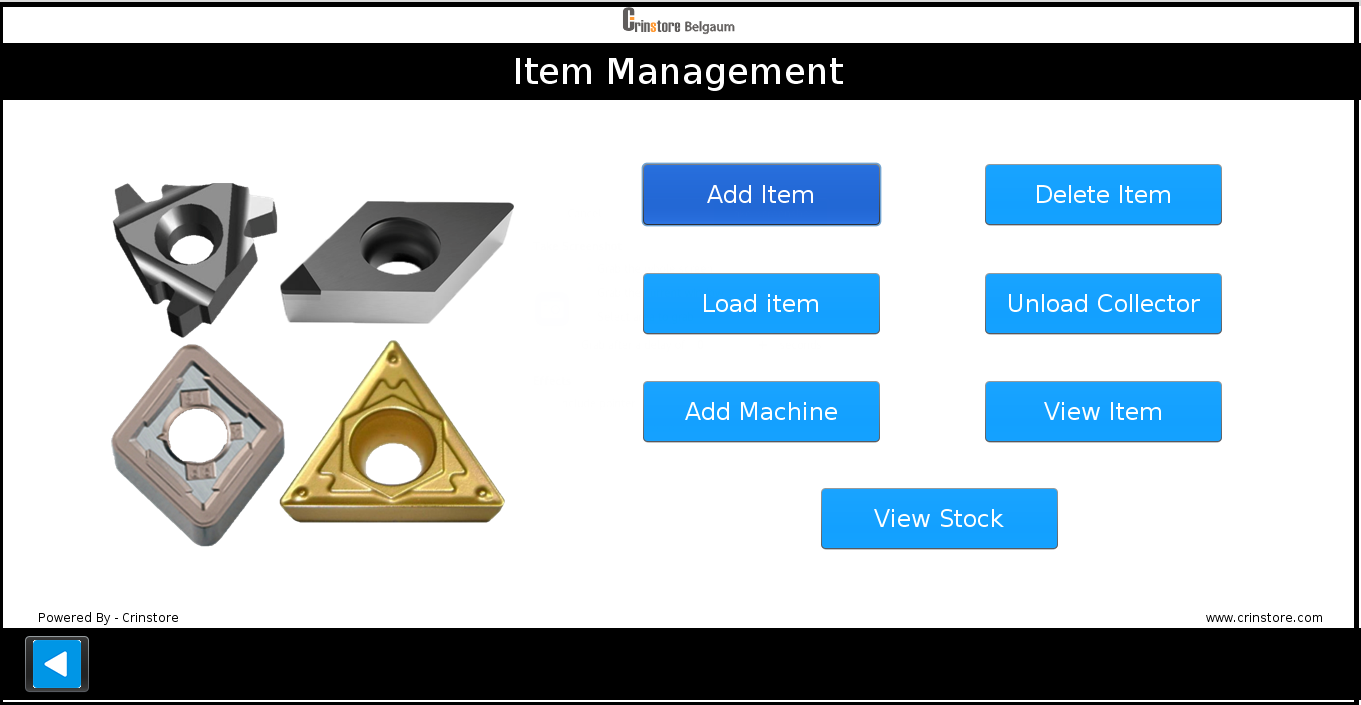 Crinstore Belgaum
Item Management
Add Item
Delete Item
Load item
Unload Collector
Add Machine
View Item
View Stock
Powered By - Crinstore
www.crinstore.com